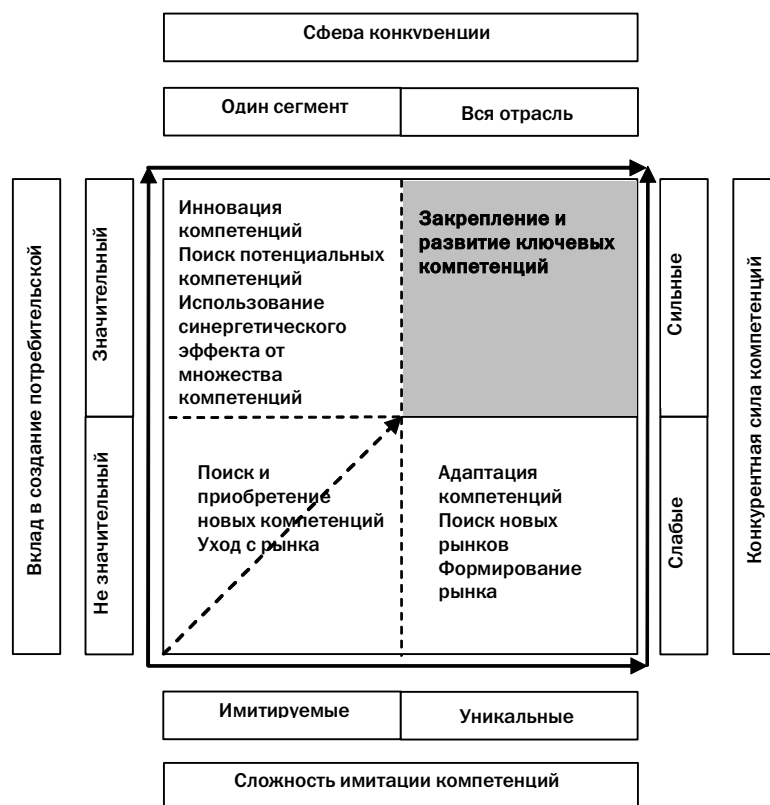 Сфера конкуренции
Один сегмент
Вся отрасль
Вклад в создание потребительской
Значительный
Не значительный
Инновация
компетенций
Поиск потенциальных
компетенций
Использование
синергетического
эффекта от
множества
компетенций
Закрепление и
развитие ключевых
компетенций
Поиск и
приобретение
новых компетенций
Уход с рынка
Адаптация
компетенций
Поиск новых
рынков
Формирование
рынка
Сильные
Слабые
Конкурентная сила компетенций
Имитируемые
Уникальные
Сложность имитации компетенций